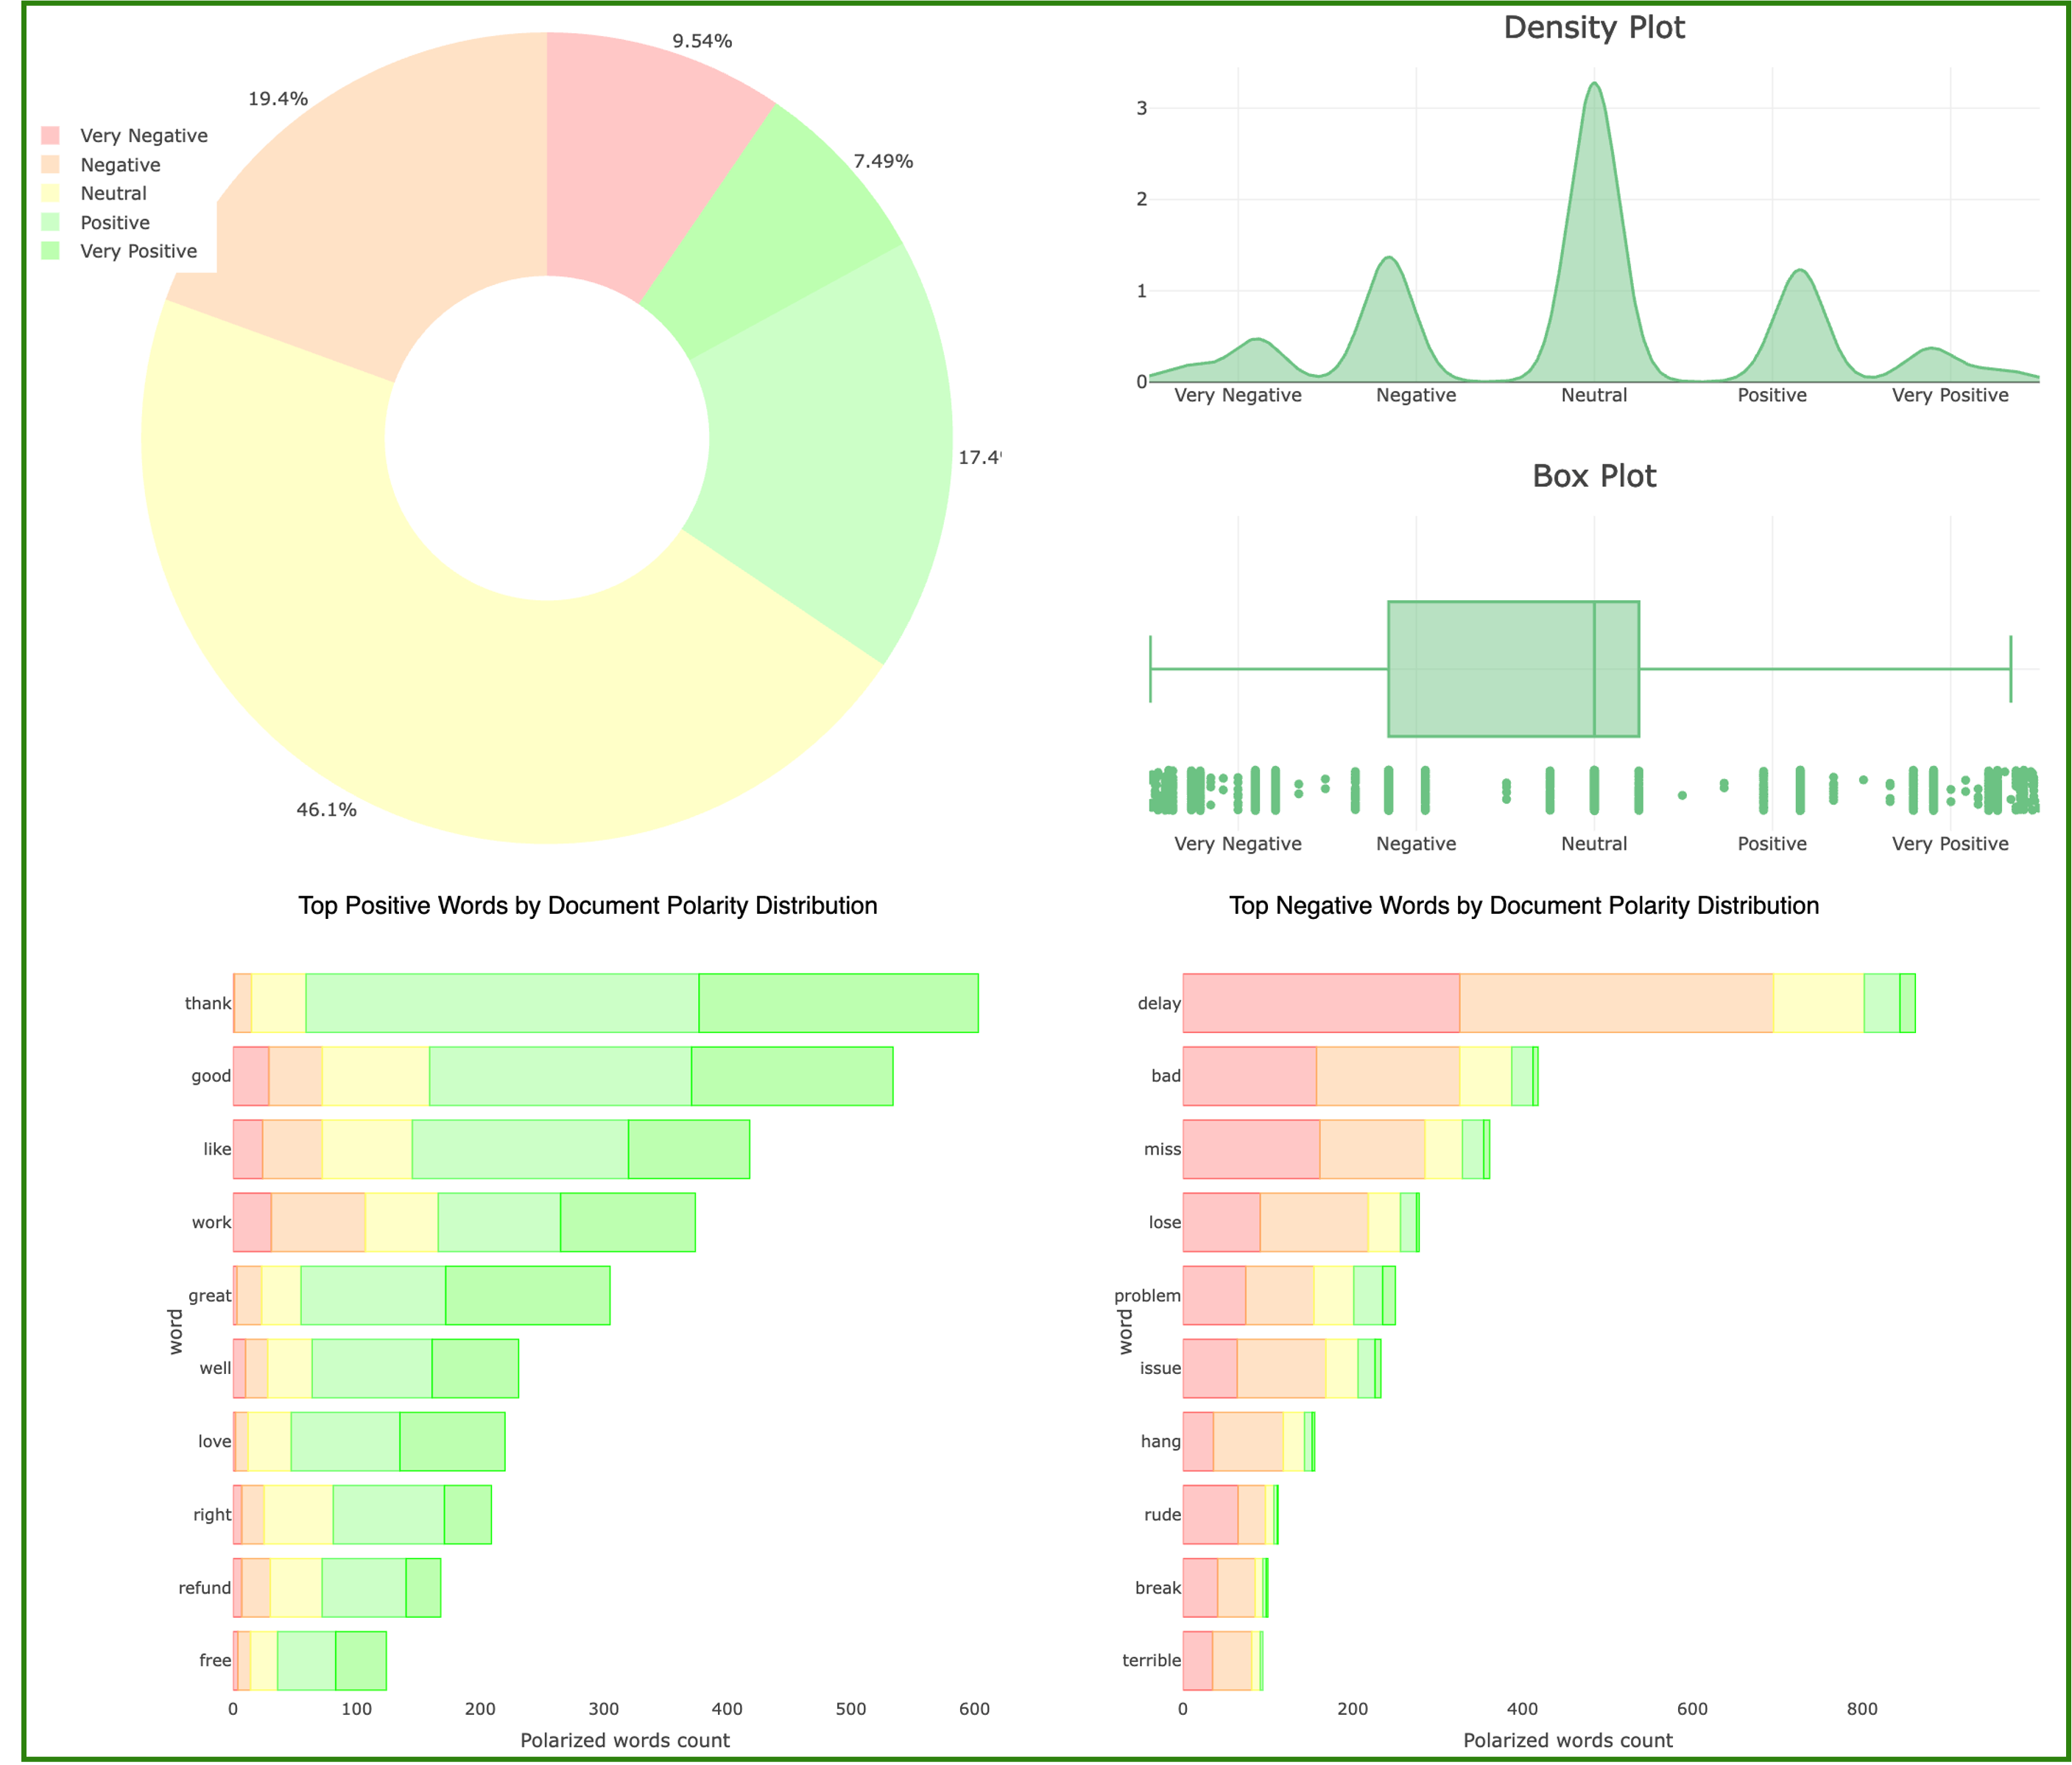 9.54%
19.4%
7.49%
17.4
46.1%
Very Negative
Negative
Neutral
Positive
Very Positive
Density Plot
3
2
1
0
Very Negative Negative Neutral Positive Very Positive
Box Plot
Very Negative Negative Neutral Positive Very Positive
Top Positive Words by Document Polarity Distribution
thank
good
like
work
great
well
love
right
refund
free
word
0 100 200 300 400 500 600
Polarized words count
Top Negative Words by Document Polarity Distribution
delay
bad
miss
lose
problem
issue
hang
rude
break
terrible
word
0 200 400 600 800
Polarized words count